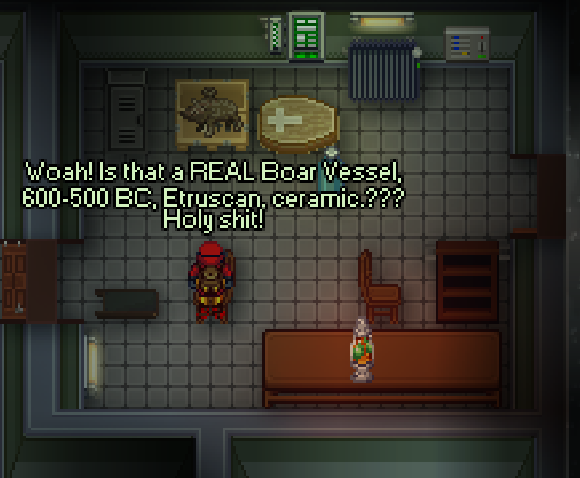 Woah! Is that a REAL Boar Vessel,
600-500 BC, Etruscan, ceramic.???
Holy shit!